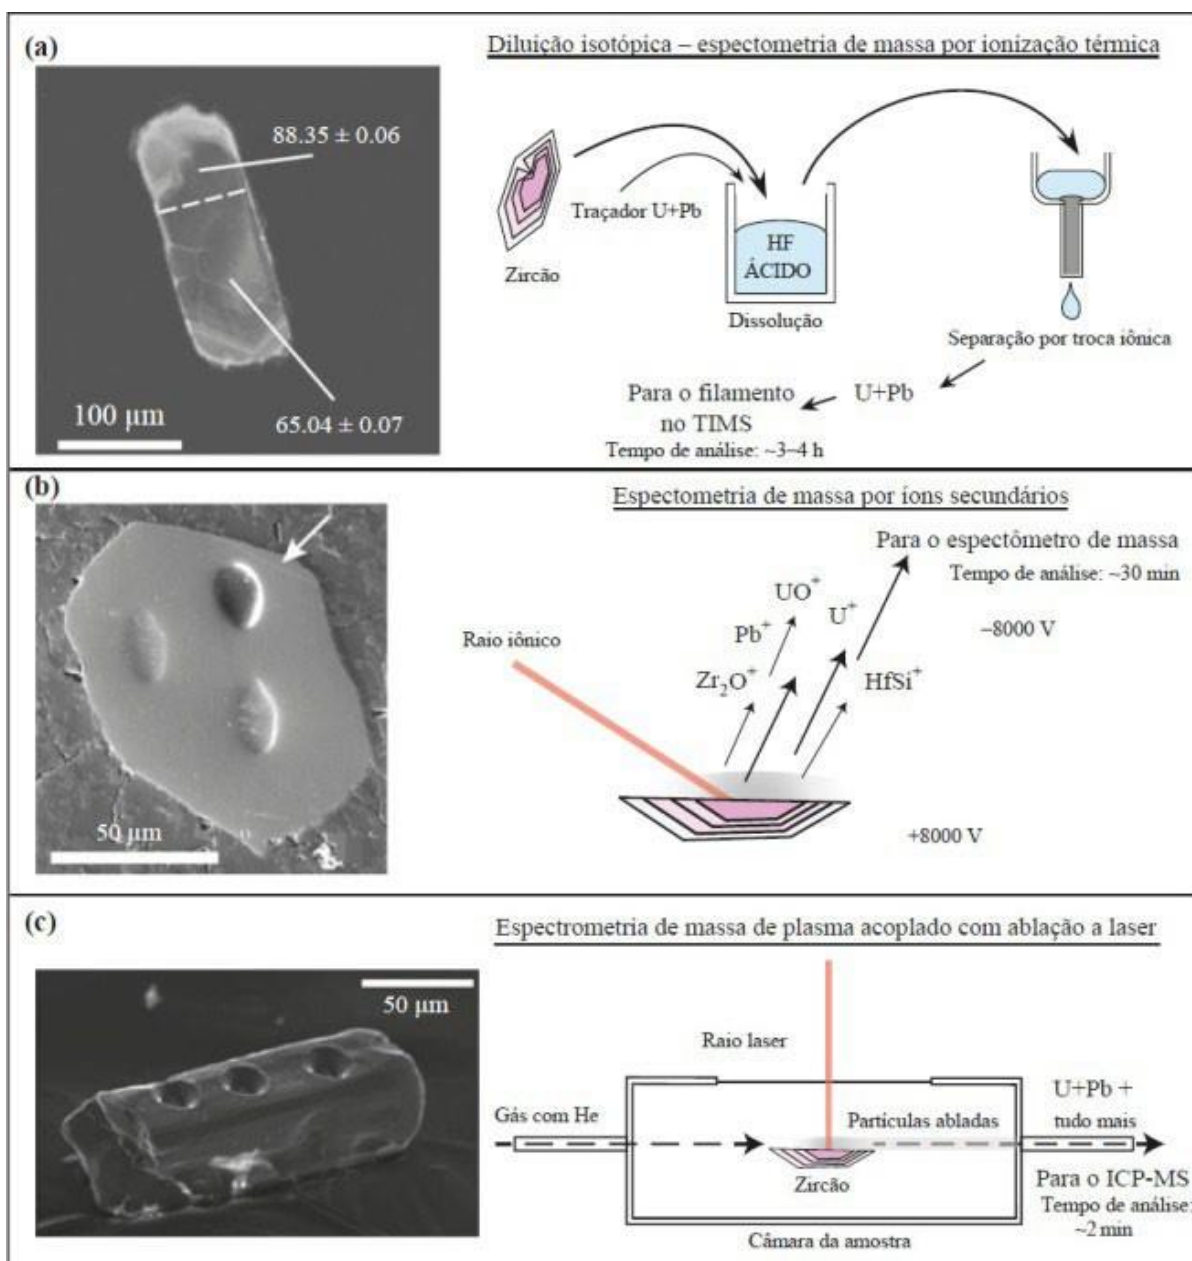 (a)
Diluição isotópica – espectometria de massa por ionização térmica
88.35 ± 0.06
65.04 ± 0.07
100 µm
Zircão
Traçador U+Pb
HF
ÁCIDO
Dissolução
Separação por troca iônica
U+Pb
Para o filamento
no TIMS
Tempo de análise: ~3–4 h
(b)
Espectometria de massa por íons secundários
50 µm
Para o espectômetro de massa
Tempo de análise: ~30 min
–8000 V
UO+
Pb+
U+
Raio iônico
Zr2O+
HfSi+
+8000 V
(c)
Espectrometria de massa de plasma acoplado com ablação a laser
50 µm
Raio laser
Gás com He
Partículas abladas
U+Pb +
tudo mais
Zircão
Para o ICP-MS
Tempo de análise:
~2 min
Câmara da amostra